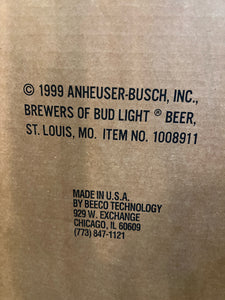 © 1999 ANHEUSER-BUSCH, INC.,
BREWERS OF BUD LIGHT ® BEER,
ST. LOUIS, MO. ITEM NO. 1008911
MADE IN U.S.A.
BY BEECO TECHNOLOGY
929 W. EXCHANGE
CHICAGO, IL 60609
(773) 847-1121